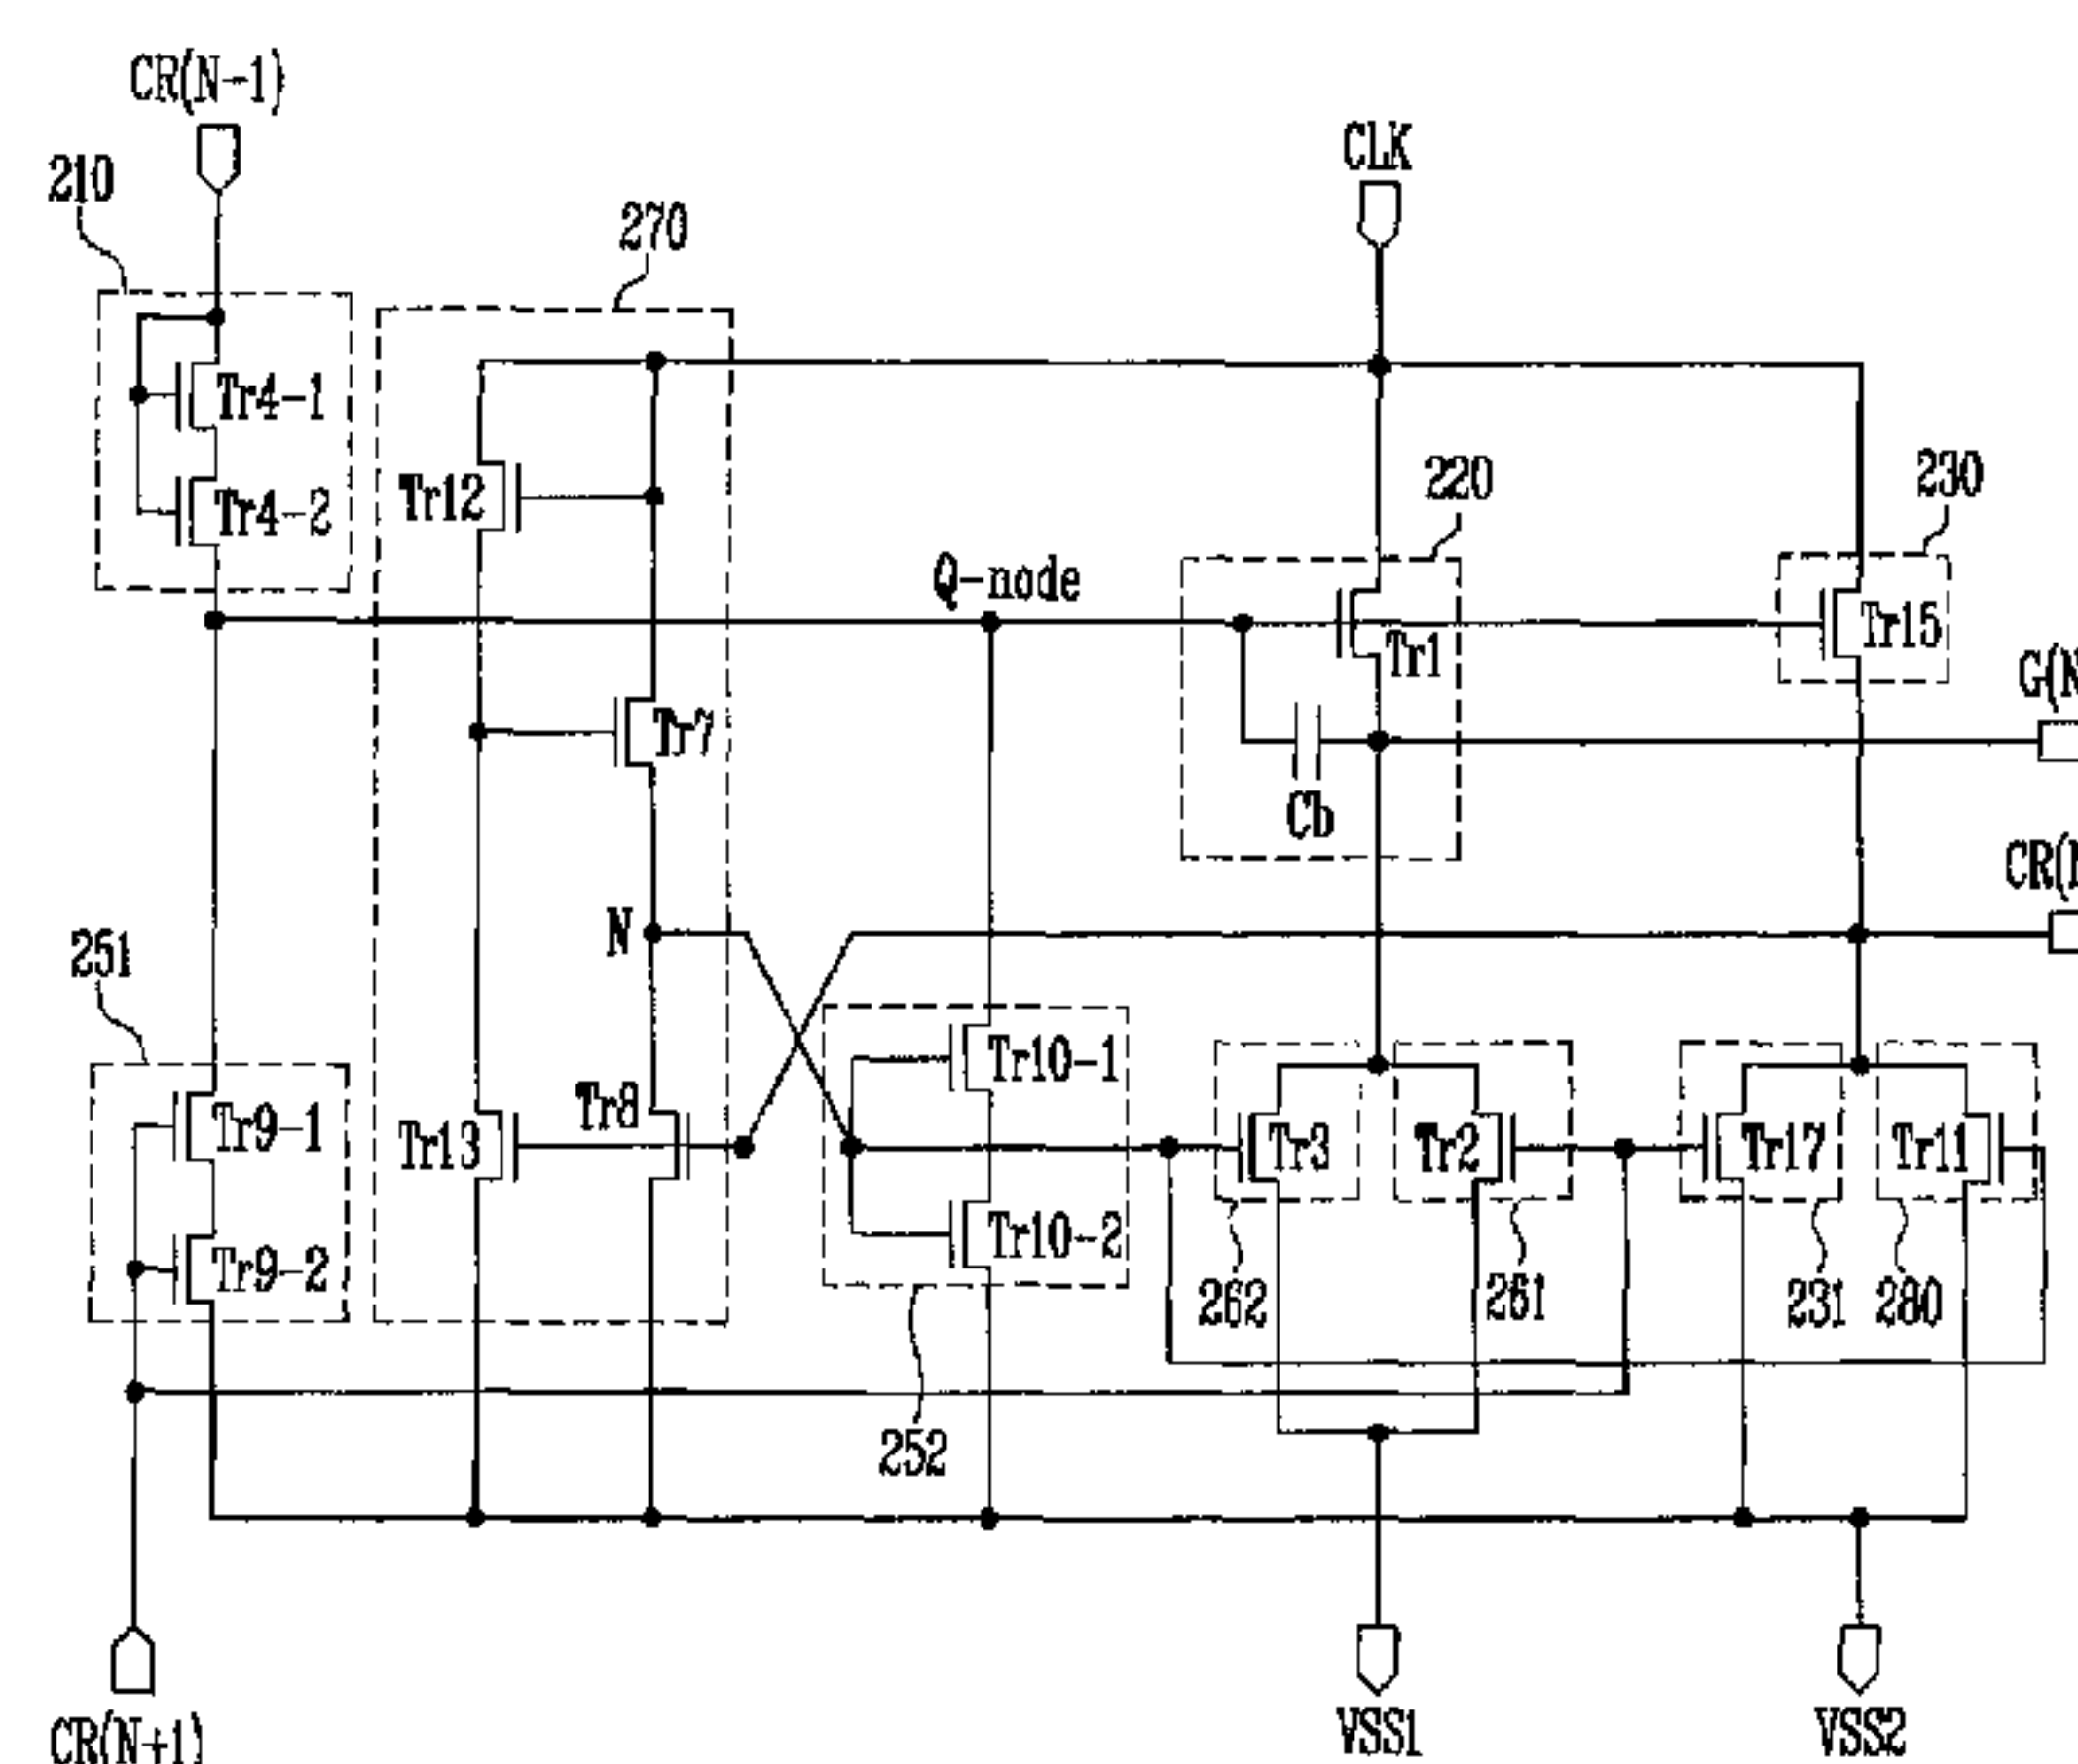 CR(N-1)
CLK
210
270
Tr4-1
220
230
Tr12
Tr4-2
Q-node
Tr15
Tr1
G(N
Tr7
Cb
CR(N
N
251
Tr10-1
Tr8
Tr9-1
Tr13
Tr3
Tr2
Tr17
Tr11
Tr10-2
Tr9-2
262
261
231
280
252
VSS1
VSS2
CR(N+1)